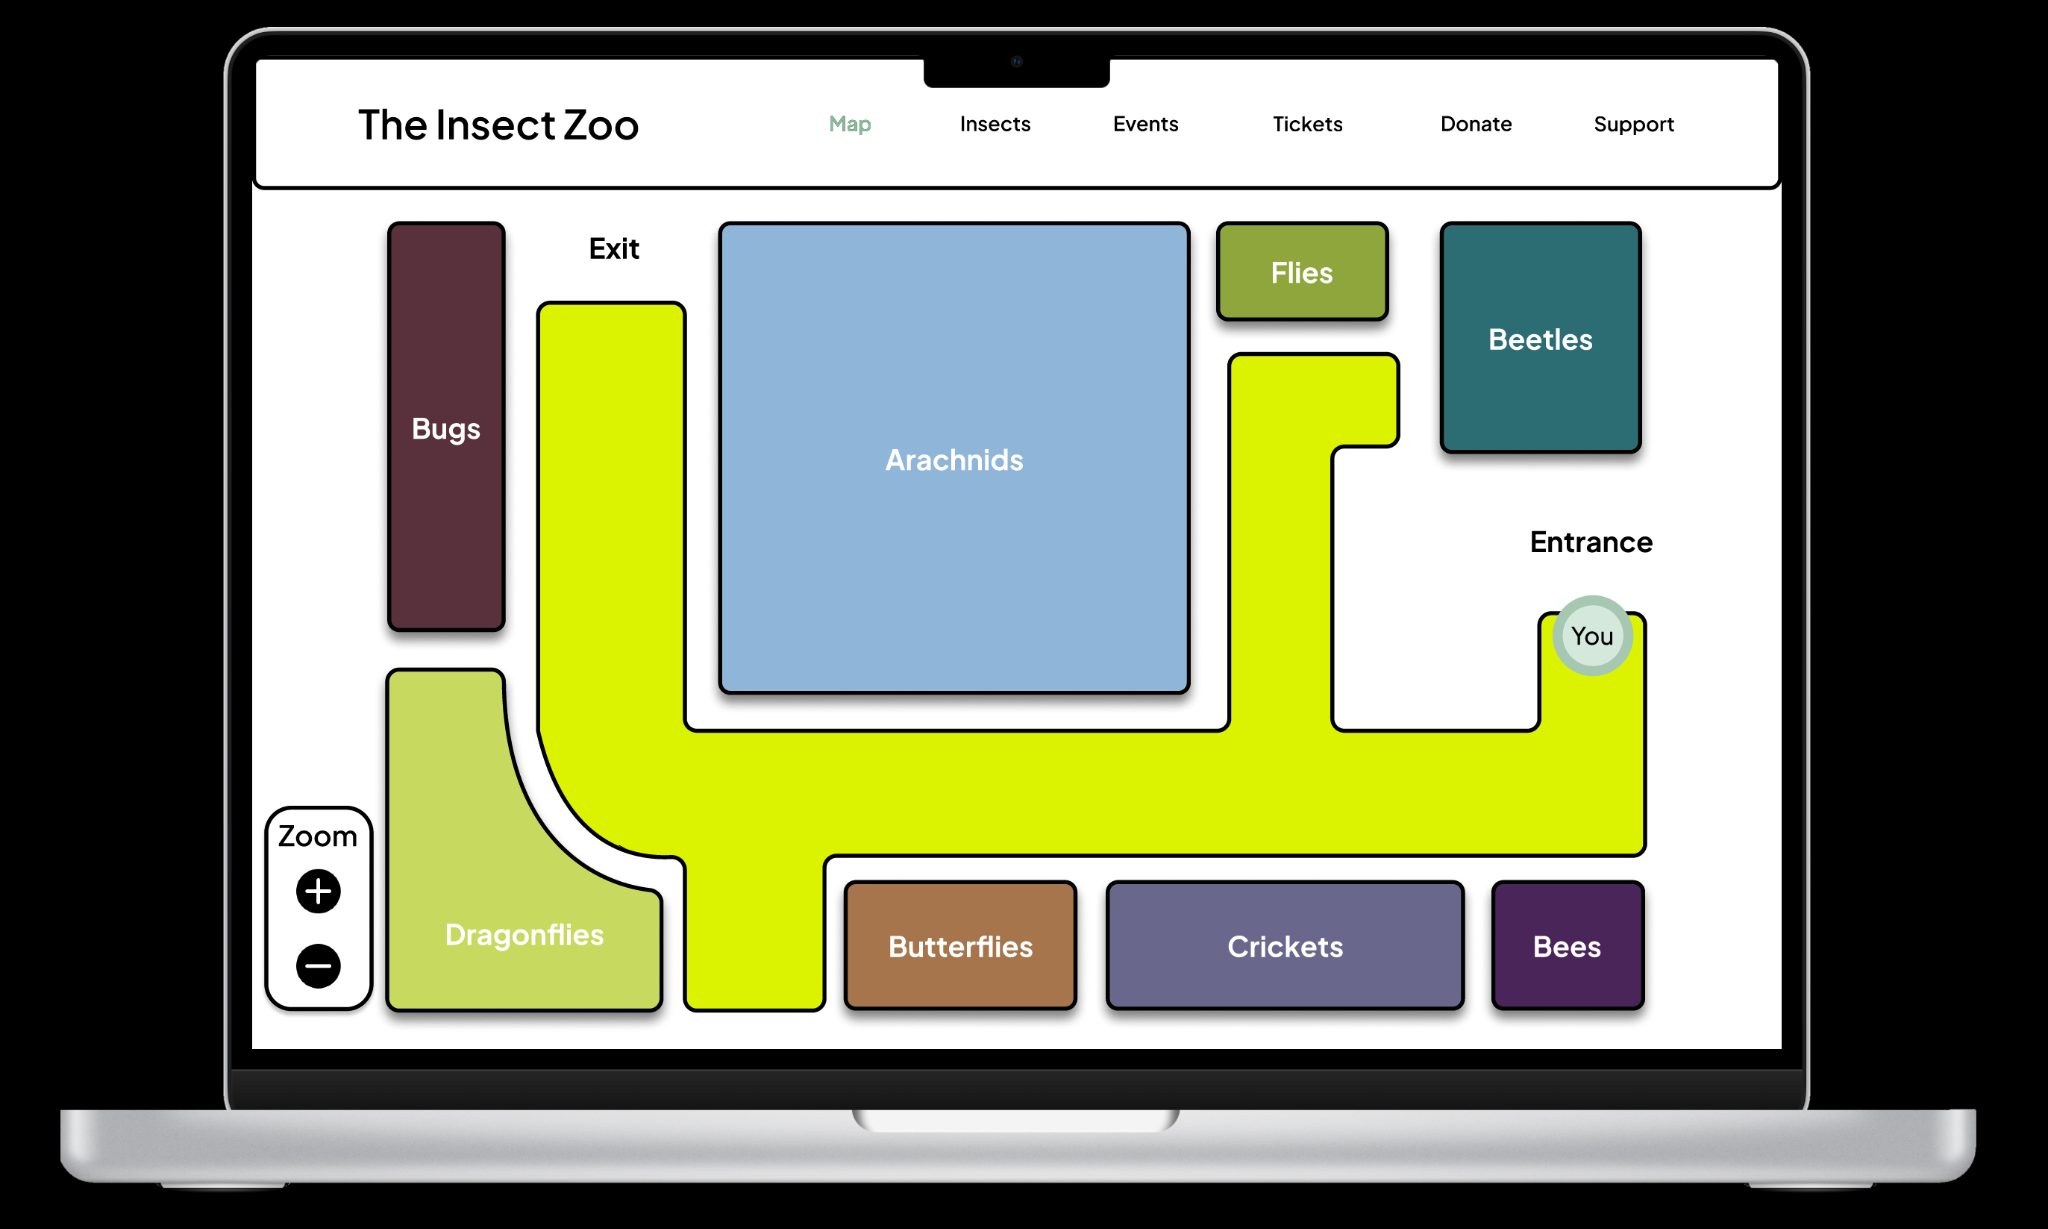 The Insect Zoo
Map
Insects
Events
Tickets
Donate
Support
Exit
Flies
Beetles
Bugs
Arachnids
Entrance
You
Zoom
Dragonflies
Butterflies
Crickets
Bees